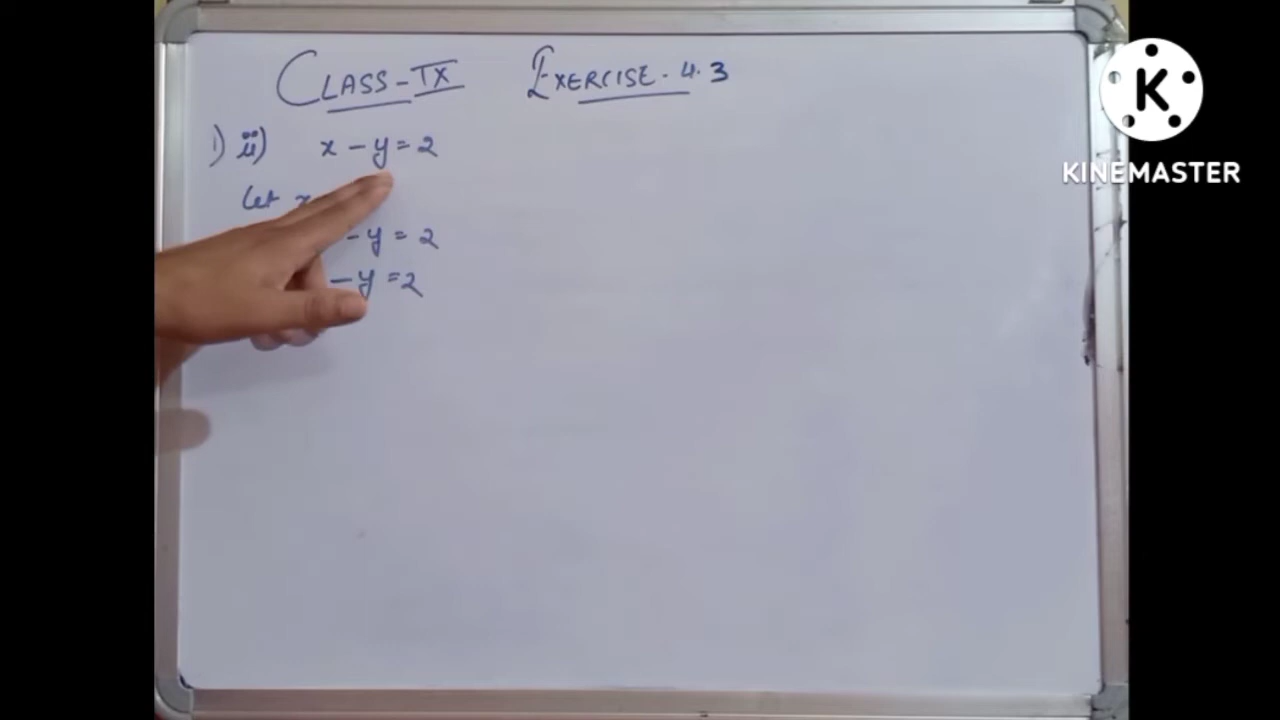 CLASS-IX EXERCISE-4.3
1) ii) x - y = 2
Let x
- y = 2
- y = 2
K
KINEMASTER